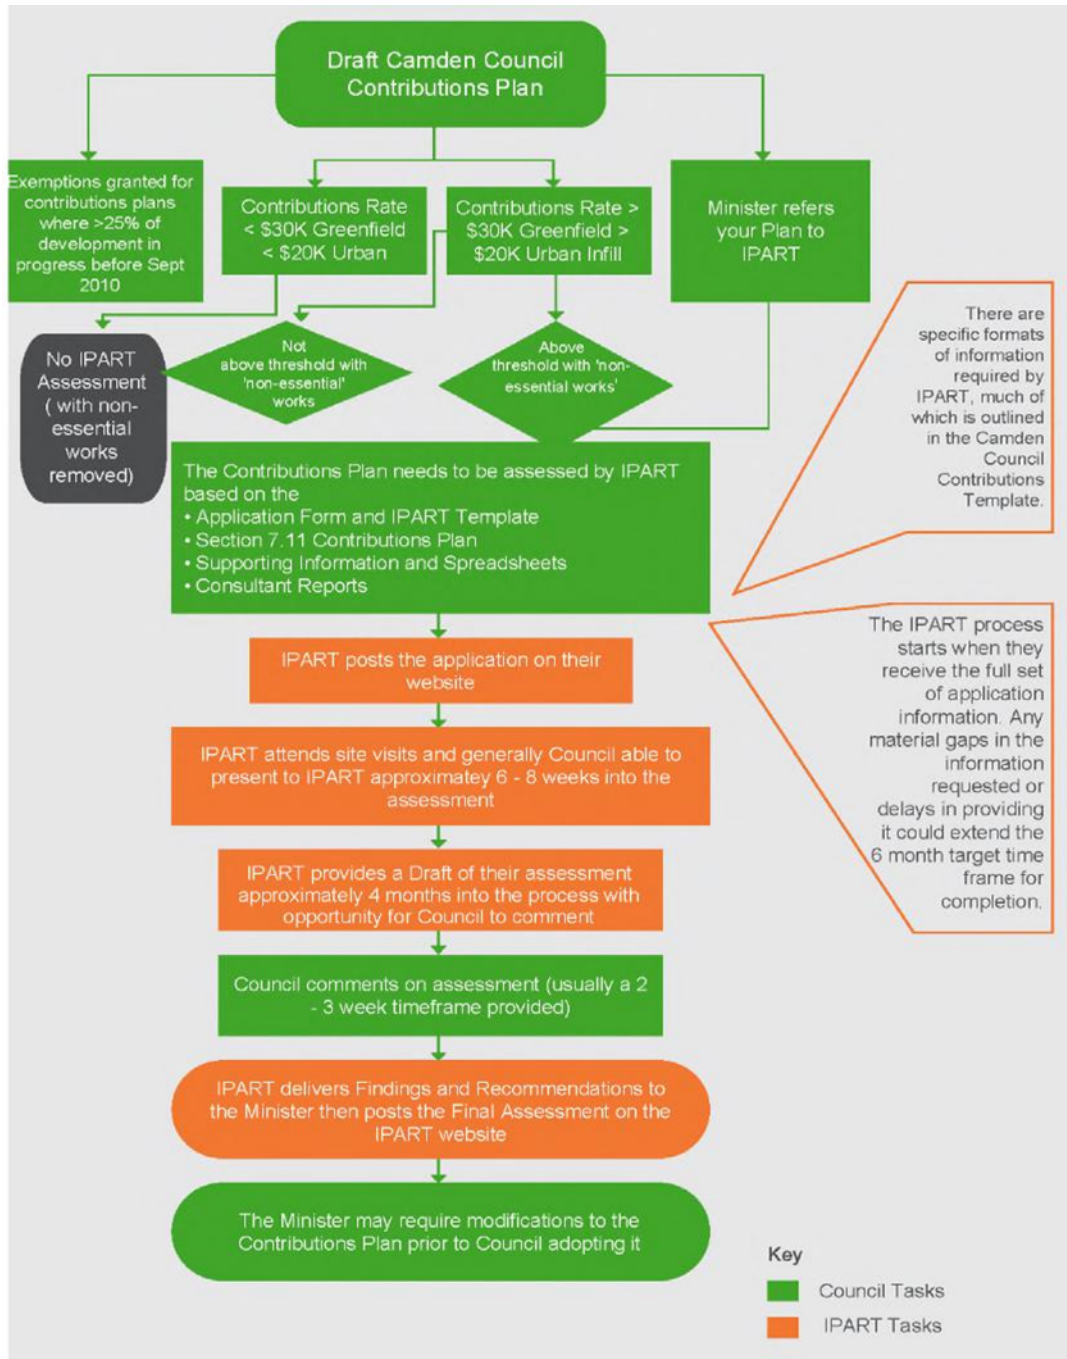 Draft Camden Council
Contributions Plan
Exemptions granted for
contributions plans
where >25% of
development in
progress before Sept
2010
Contributions Rate
< $30K Greenfield
< $20K Urban
Contributions Rate >
$30K Greenfield >
$20K Urban Infill
Minister refers
your Plan to
IPART
No IPART
Assessment
( with non-
essential
works
removed)
Not
above threshold with
'non-essential'
works
Above
threshold with 'non-
essential works'
There are
specific formats
of information
required by
IPART, much of
which is outlined
in the Camden
Council
Contributions
Template.
The Contributions Plan needs to be assessed by IPART
based on the
• Application Form and IPART Template
• Section 7.11 Contributions Plan
• Supporting Information and Spreadsheets
• Consultant Reports
The IPART process
starts when they
receive the full set
of application
information. Any
material gaps in the
information
requested or
delays in providing
it could extend the
6 month target time
frame for
completion.
IPART posts the application on their
website
IPART attends site visits and generally Council able to
present to IPART approximatey 6 - 8 weeks into the
assessment
IPART provides a Draft of their assessment
approximately 4 months into the process with
opportunity for Council to comment
Council comments on assessment (usually a 2
- 3 week timeframe provided)
IPART delivers Findings and Recommendations to
the Minister then posts the Final Assessment on the
IPART website
The Minister may require modifications to the
Contributions Plan prior to Council adopting it
Key
Council Tasks
IPART Tasks